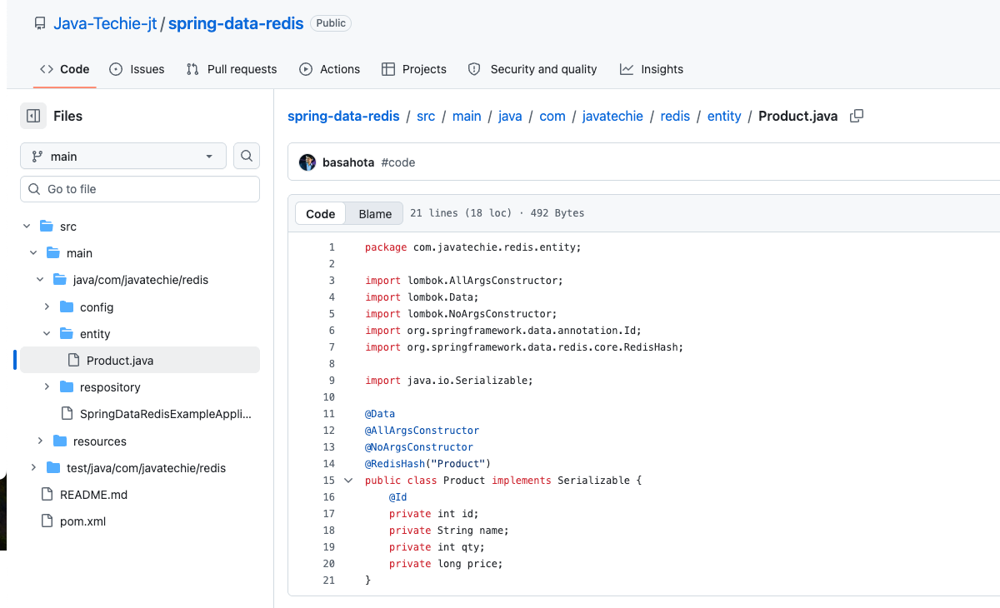 Java-Techie-jt / spring-data-redis Public
Code Issues Pull requests Actions Projects Security and quality Insights
Files
main
Go to file
src
main
java/com/javatechie/redis
config
entity
Product.java
respository
SpringDataRedisExampleAppli...
resources
test/java/com/javatechie/redis
README.md
pom.xml
spring-data-redis / src / main / java / com / javatechie / redis / entity / Product.java
basahota #code
Code Blame 21 lines (18 loc) · 492 Bytes
1 package com.javatechie.redis.entity;
2
3 import lombok.AllArgsConstructor;
4 import lombok.Data;
5 import lombok.NoArgsConstructor;
6 import org.springframework.data.annotation.Id;
7 import org.springframework.data.redis.core.RedisHash;
8
9 import java.io.Serializable;
10
11 @Data
12 @AllArgsConstructor
13 @NoArgsConstructor
14 @RedisHash("Product")
15 public class Product implements Serializable {
16     @Id
17     private int id;
18     private String name;
19     private int qty;
20     private long price;
21 }